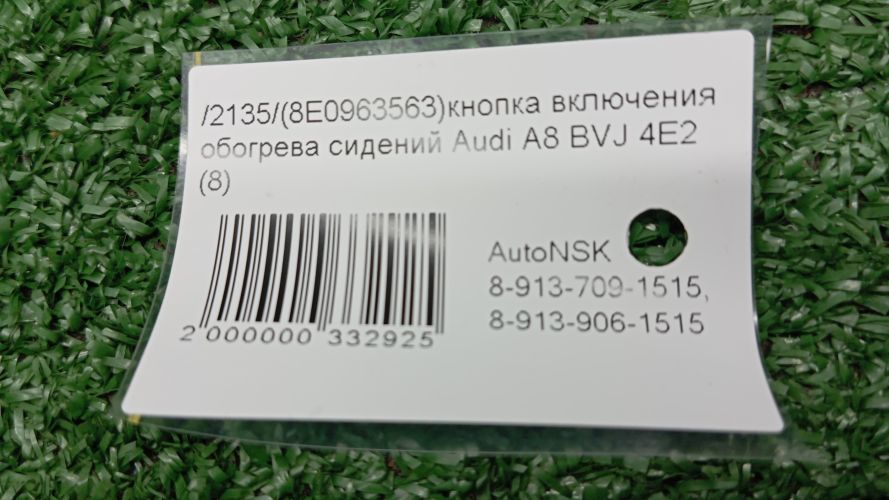 /2135/(8E0963563)кнопка включения
обогрева сидений Audi A8 BVJ 4E2
(8)
AutoNSK
8-913-709-1515,
8-913-906-1515
2 000000 332925